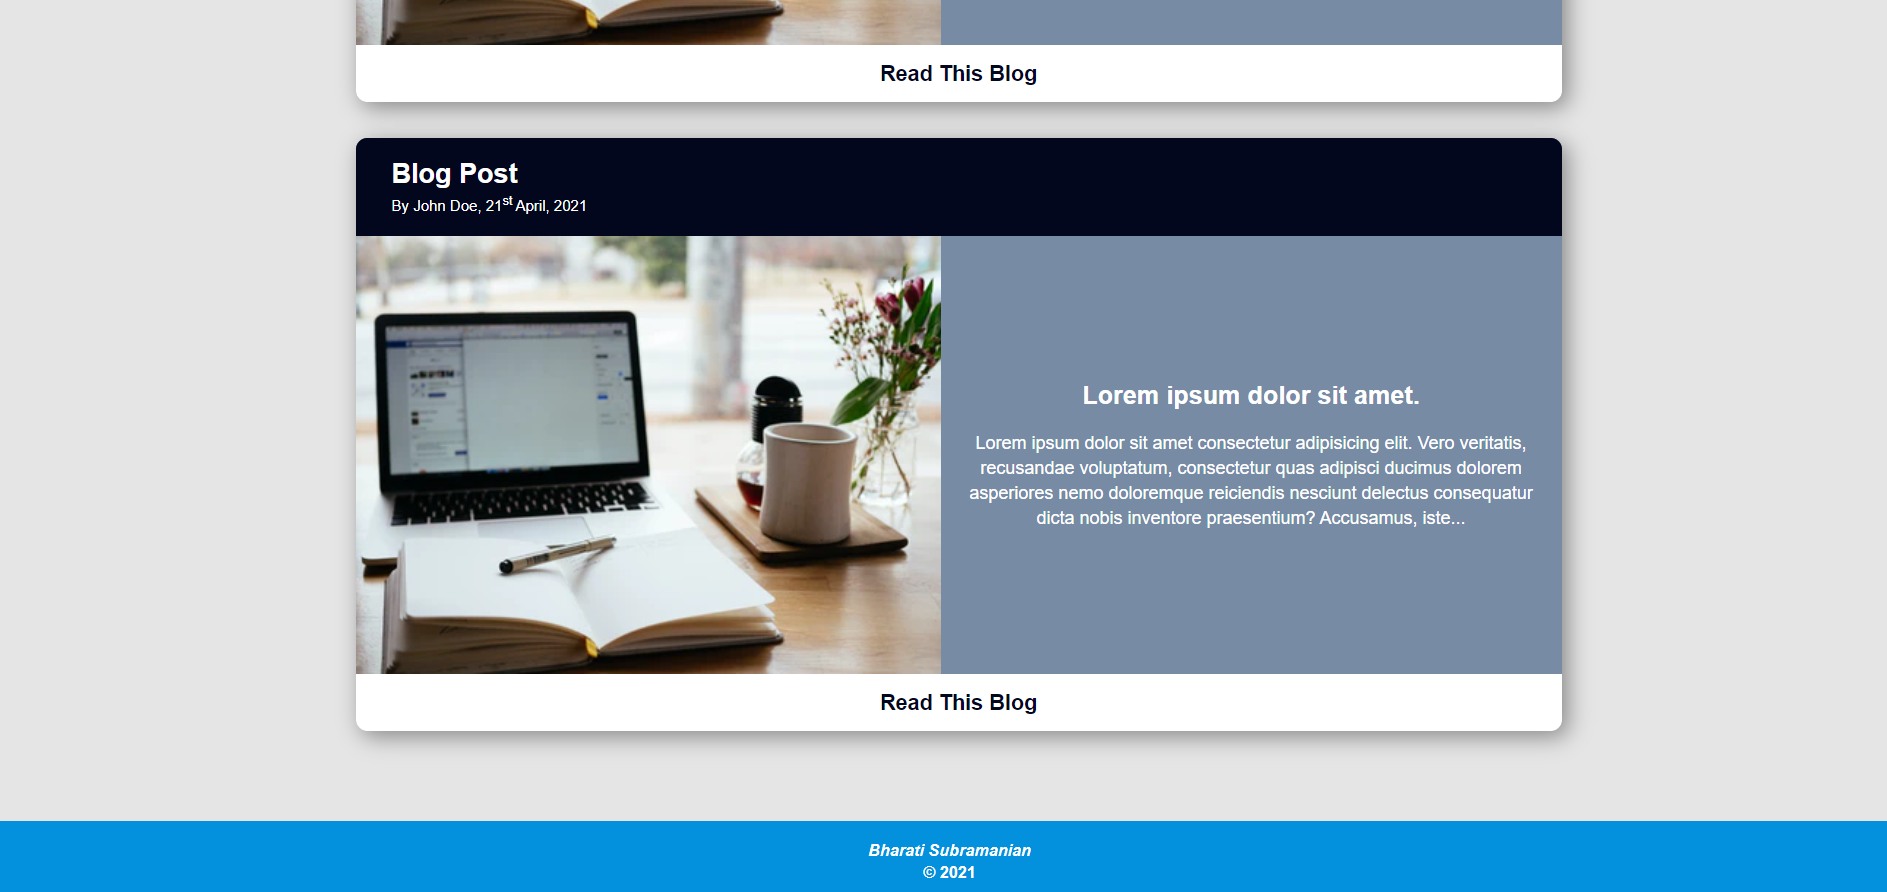 Read This Blog
Blog Post
By John Doe, 21st April, 2021
Lorem ipsum dolor sit amet.
Lorem ipsum dolor sit amet consectetur adipisicing elit. Vero veritatis,
recusandae voluptatum, consectetur quas adipisci ducimus dolorem
asperiores nemo doloremque reiciendis nesciunt delectus consequatur
dicta nobis inventore praesentium? Accusamus, iste...
Read This Blog
Bharati Subramanian
© 2021